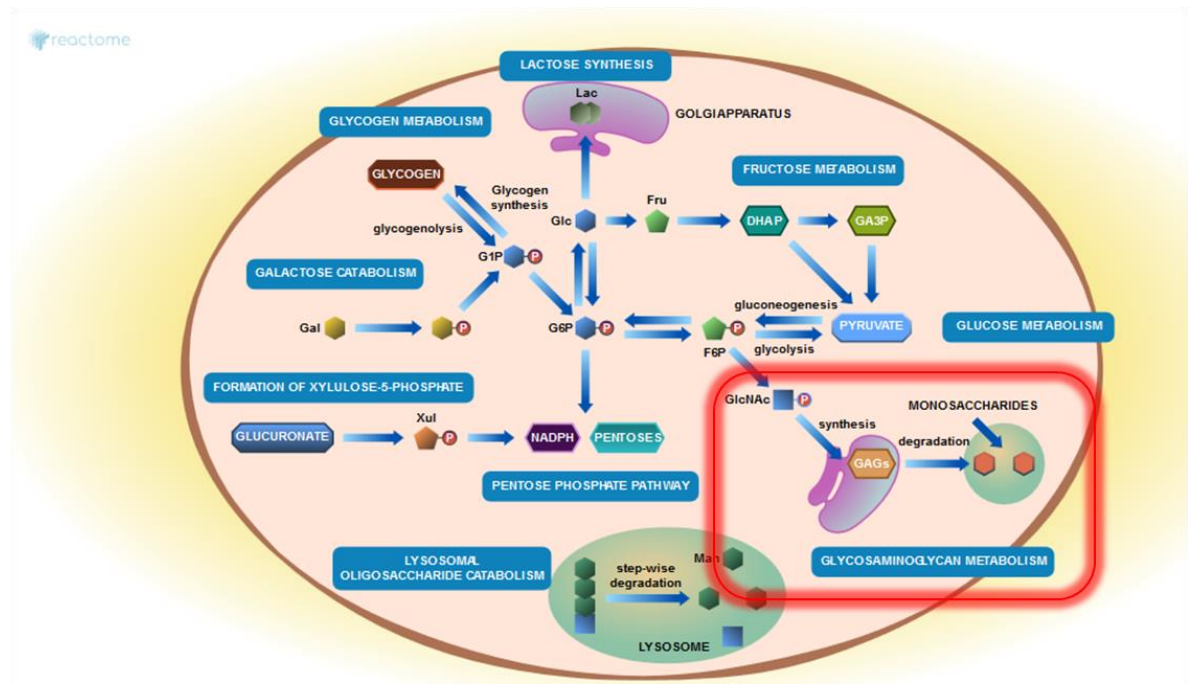 reactome
LACTOSE SYNTHESIS
Lac
GOLGI APPARATUS
GLYCOGEN METABOLISM
GLYCOGEN
Glycogen
synthesis
glycogenolysis
G1P
P
Glc
Fru
FRUCTOSE METABOLISM
DHAP
GA3P
GALACTOSE CATABOLISM
Gal
P
G6P
P
gluconeogenesis
F6P
P
glycolysis
PYRUVATE
GLUCOSE METABOLISM
FORMATION OF XYLULOSE-5-PHOSPHATE
GLUCURONATE
Xul
P
NADPH
PENTOSES
PENTOSE PHOSPHATE PATHWAY
GlcNAc
P
synthesis
GAGs
degradation
MONOSACCHARIDES
GLYCOSAMINOGLYCAN METABOLISM
LYSOSOMAL
OLIGOSACCHARIDE CATABOLISM
step-wise
degradation
Man
LYSOSOME